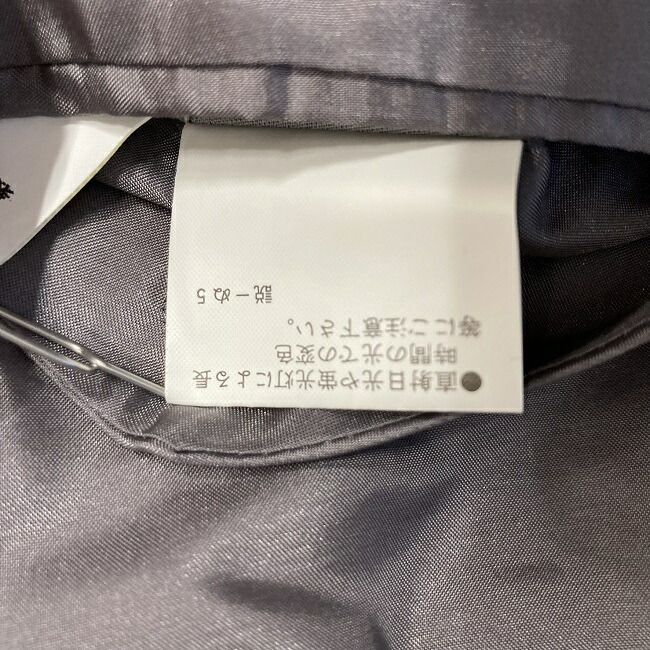 ●直射日光や蛍光灯による長
時間の光での変色
等にご注意下さい。
説ーぬ5